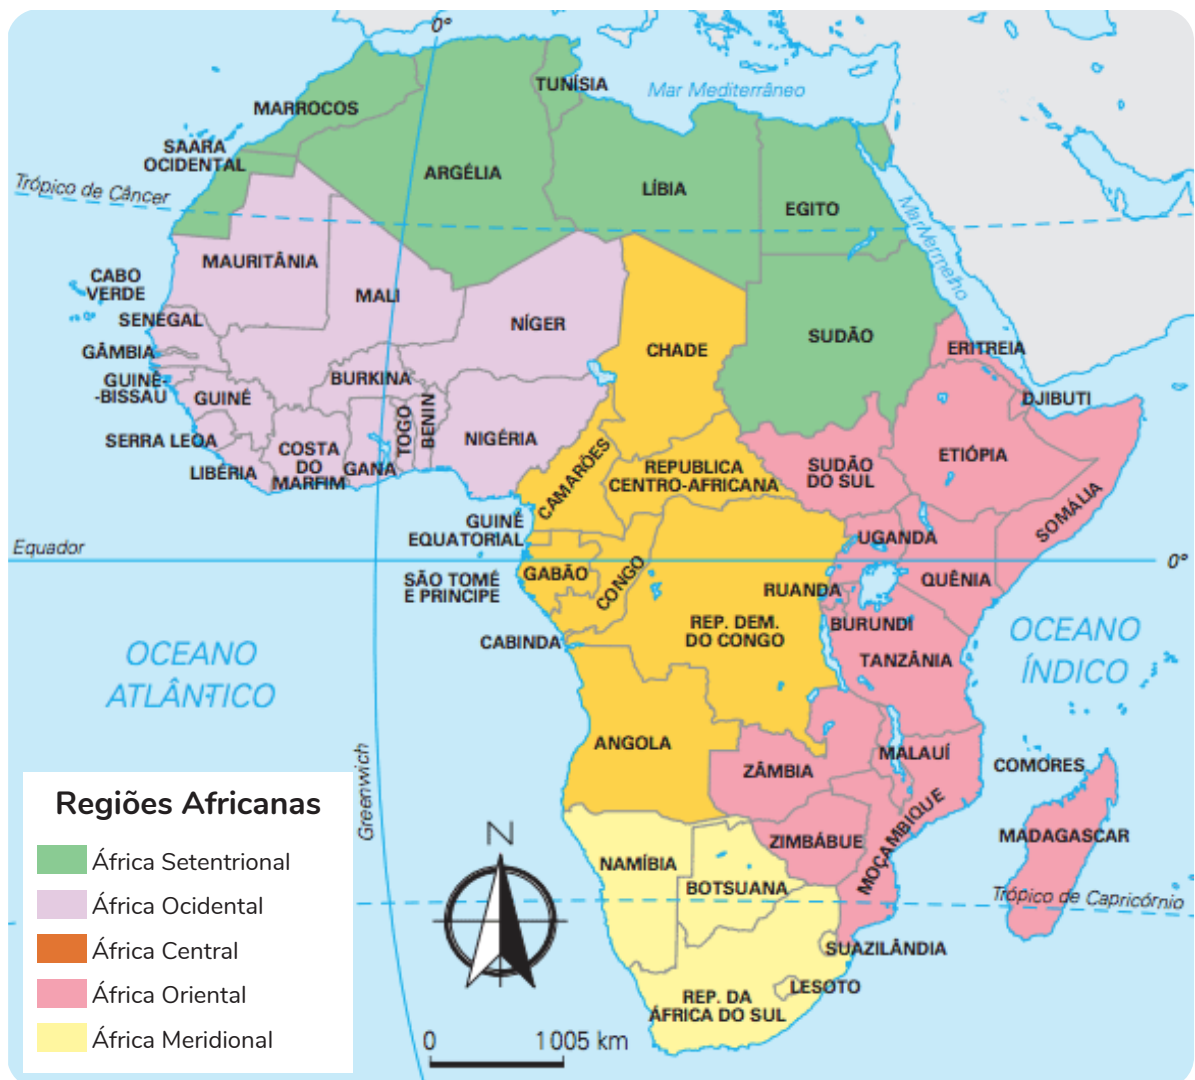 0°
TUNÍSIA
Mar Mediterrâneo
MARROCOS
SAARA
OCIDENTAL
ARGÉLIA
LÍBIA
EGITO
Trópico de Câncer
Mar Vermelho
MAURITÂNIA
MALI
NÍGER
CHADE
SUDÃO
ERITREIA
CABO
VERDE
SENEGAL
GÂMBIA
GUINÉ-
-BISSAU
GUINÉ
BURKINA
DJIBUTI
SERRA LEOA
LIBÉRIA
COSTA
DO
MARFIM
GANA
TOGO
BENIN
NIGÉRIA
CAMARÕES
REPUBLICA
CENTRO-AFRICANA
SUDÃO
DO SUL
ETIÓPIA
SOMÁLIA
GUINÉ
EQUATORIAL
UGANDA
Equador
0°
SÃO TOMÉ
E PRINCIPE
GABÃO
CONGO
RUANDA
QUÊNIA
REP. DEM.
DO CONGO
BURUNDI
CABINDA
TANZÂNIA
OCEANO
ATLÂNTICO
OCEANO
ÍNDICO
ANGOLA
ZÂMBIA
MALAUÍ
COMORES
Greenwich
MOÇAMBIQUE
MADAGASCAR
ZIMBÁBUE
NAMÍBIA
BOTSUANA
Trópico de Capricórnio
SUAZILÂNDIA
LESOTO
REP. DA
ÁFRICA DO SUL
N
0 1 005 km
Regiões Africanas
África Setentrional
África Ocidental
África Central
África Oriental
África Meridional